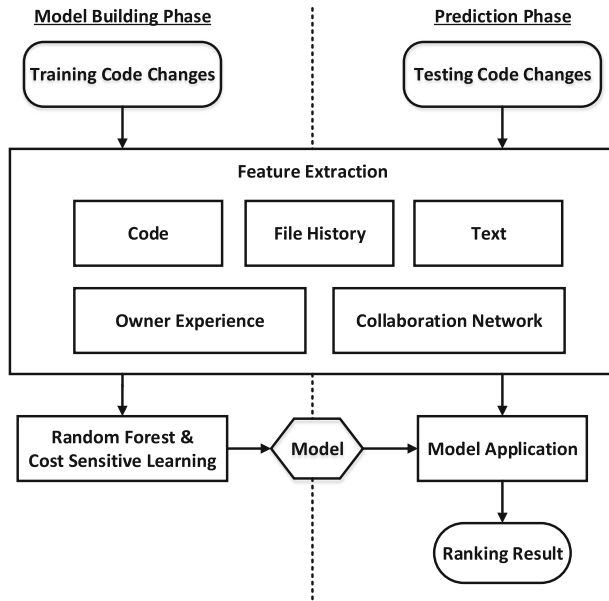 Model Building Phase
Prediction Phase
Training Code Changes
Testing Code Changes
Feature Extraction
Code
File History
Text
Owner Experience
Collaboration Network
Random Forest &
Cost Sensitive Learning
Model
Model Application
Ranking Result